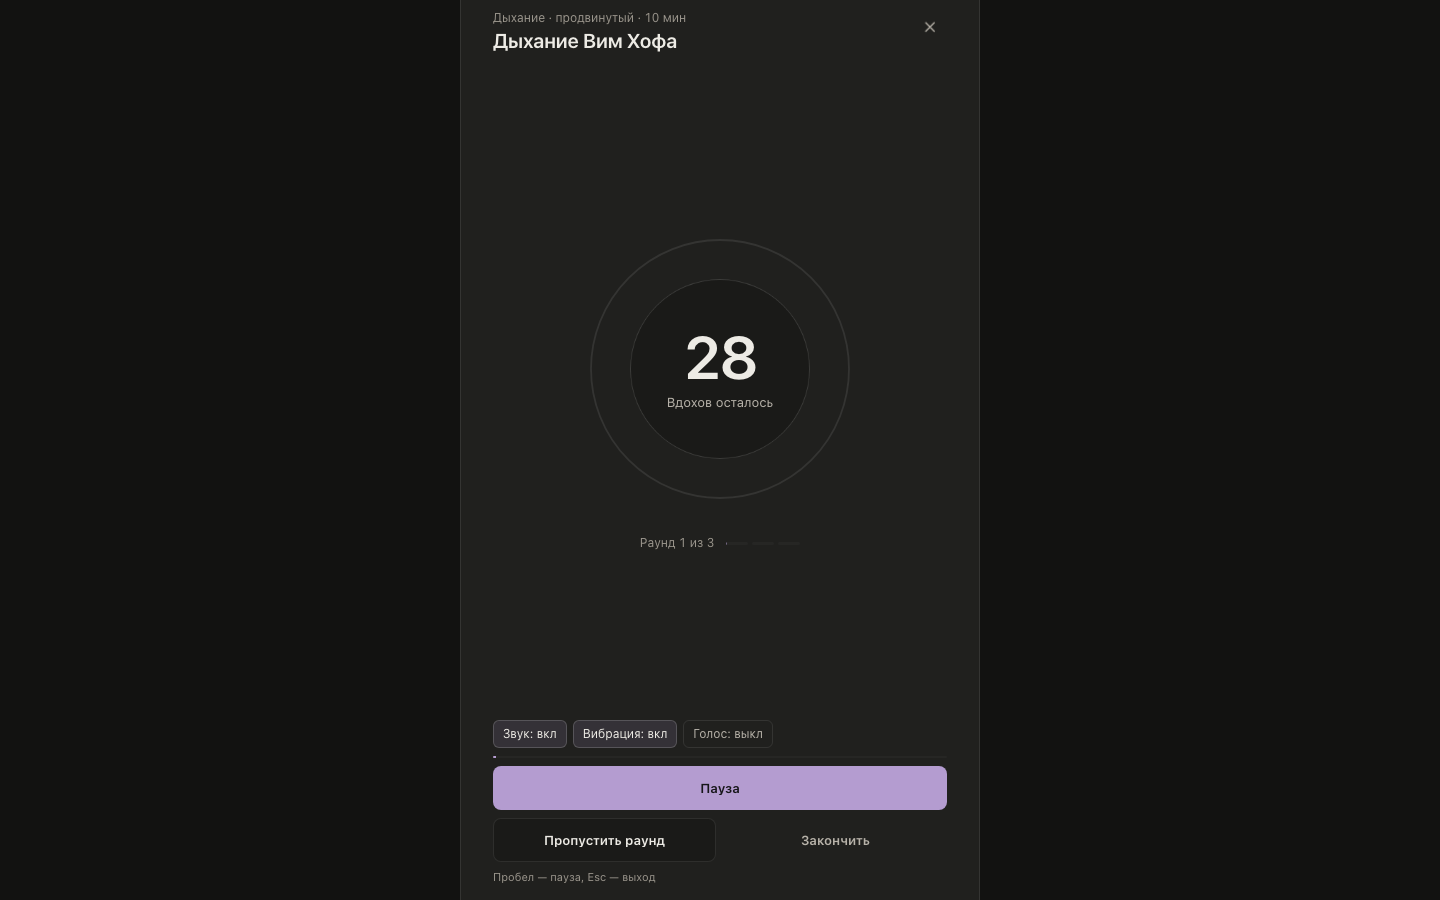 Дыхание · продвинутый · 10 мин
Дыхание Вим Хофа
✕
28
Вдохов осталось
Раунд 1 из 3
Звук: вкл
Вибрация: вкл
Голос: выкл
Пауза
Пропустить раунд
Закончить
Пробел — пауза, Esc — выход